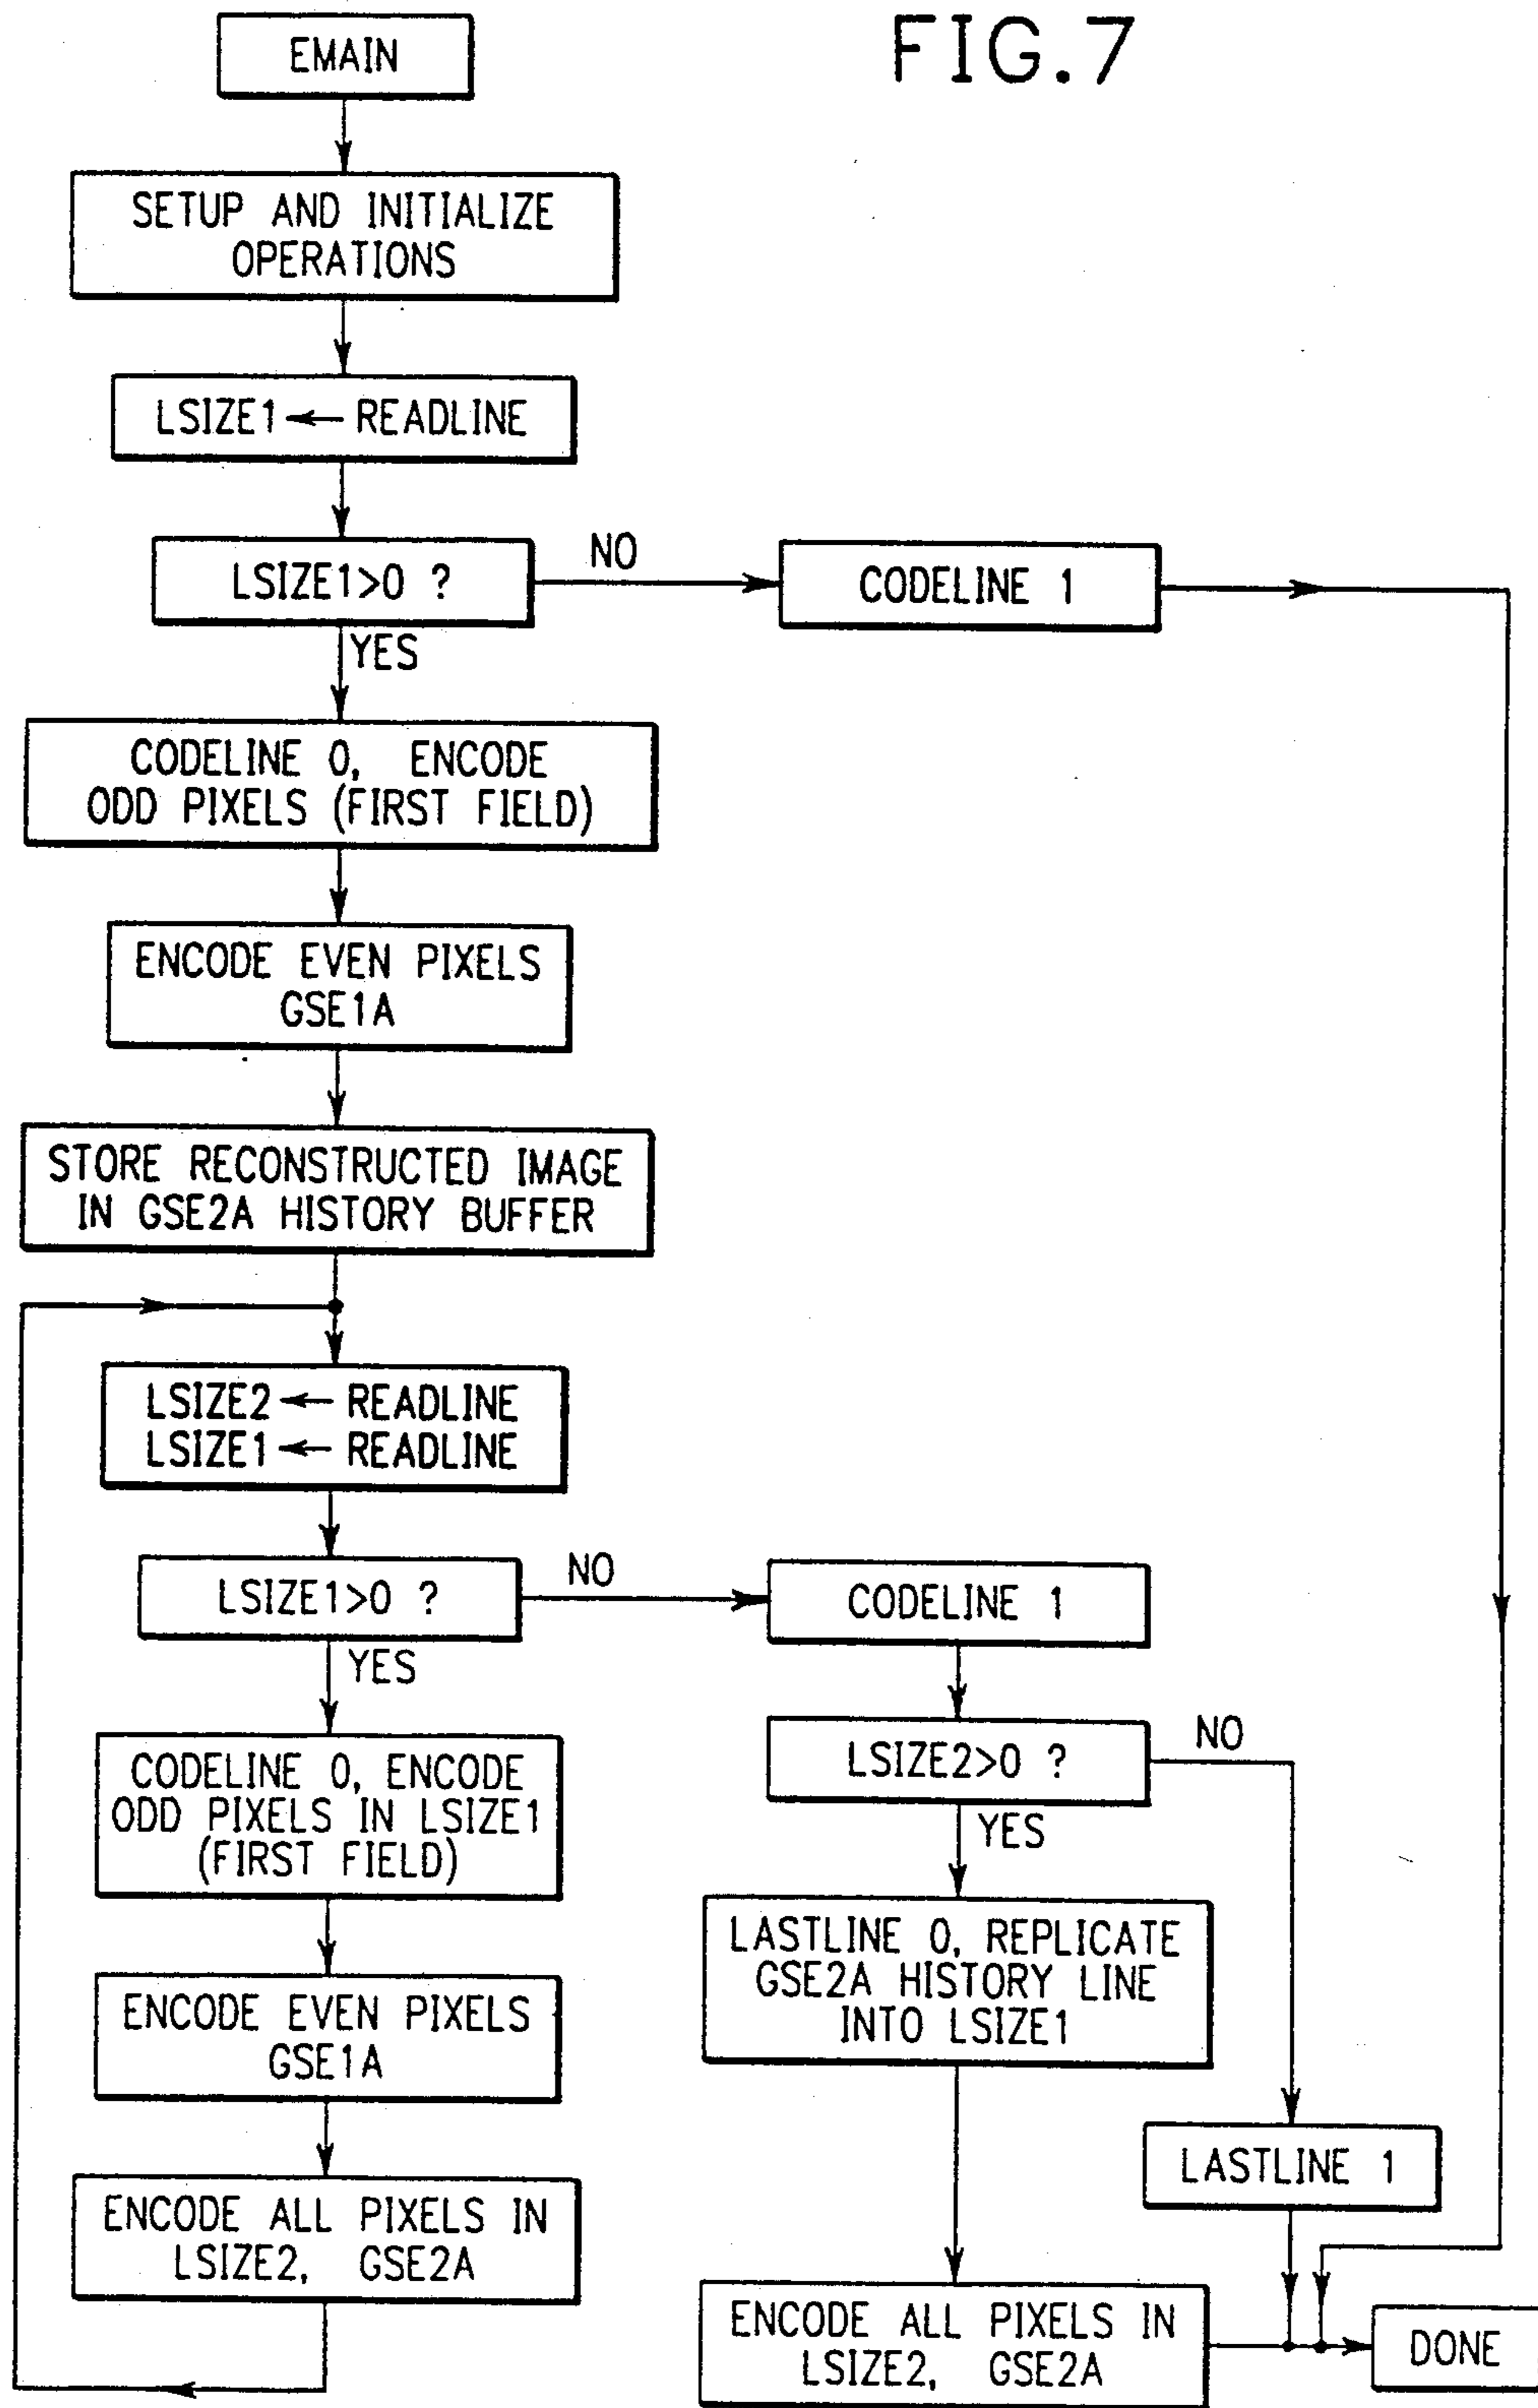 FIG.7
EMAIN
SETUP AND INITIALIZE
OPERATIONS
LSIZE1 ← READLINE
LSIZE1>0 ?
NO
CODELINE 1
YES
CODELINE 0, ENCODE
ODD PIXELS (FIRST FIELD)
ENCODE EVEN PIXELS
GSE1A
STORE RECONSTRUCTED IMAGE
IN GSE2A HISTORY BUFFER
LSIZE2 ← READLINE
LSIZE1 ← READLINE
LSIZE1>0 ?
NO
CODELINE 1
YES
LSIZE2>0 ?
NO
YES
CODELINE 0, ENCODE
ODD PIXELS IN LSIZE1
(FIRST FIELD)
LASTLINE 0, REPLICATE
GSE2A HISTORY LINE
INTO LSIZE1
ENCODE EVEN PIXELS
GSE1A
LASTLINE 1
ENCODE ALL PIXELS IN
LSIZE2, GSE2A
ENCODE ALL PIXELS IN
LSIZE2, GSE2A
DONE